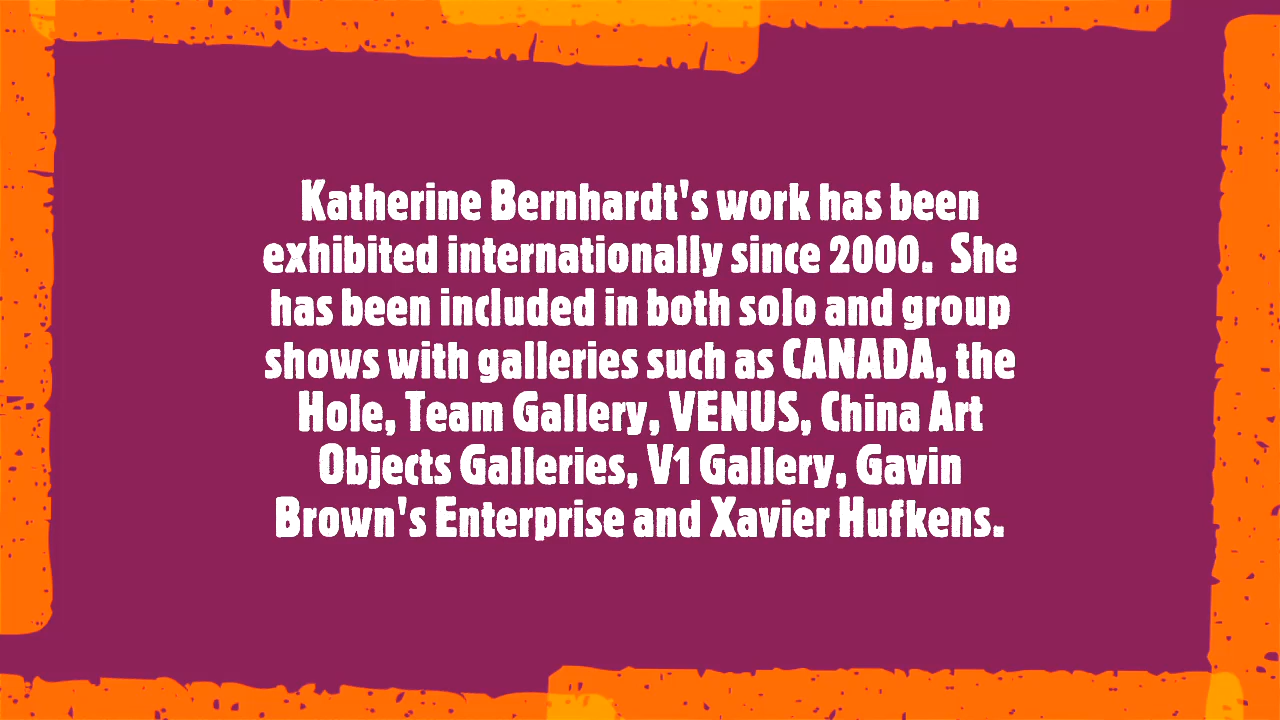 Katherine Bernhardt's work has been
exhibited internationally since 2000.  She
has been included in both solo and group
shows with galleries such as CANADA, the
Hole, Team Gallery, VENUS, China Art
Objects Galleries, V1 Gallery, Gavin
Brown's Enterprise and Xavier Hufkens.